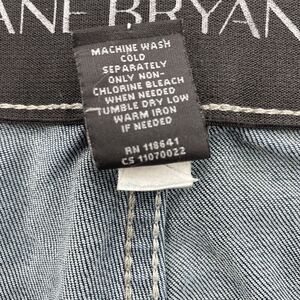 ANE BRYAN
MACHINE WASH
COLD
SEPARATELY
ONLY NON-
CHLORINE BLEACH
WHEN NEEDED
TUMBLE DRY LOW
WARM IRON
IF NEEDED
RN 118641
CS 11070022